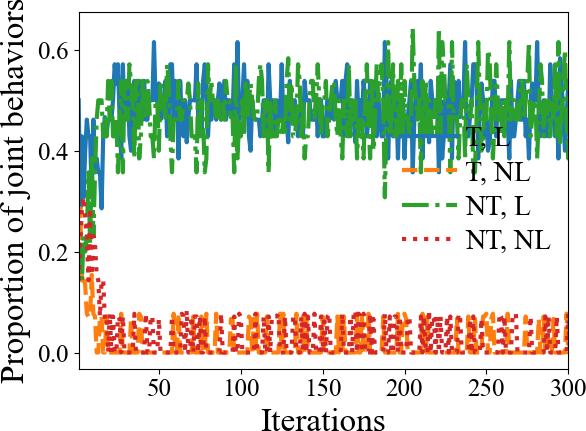 Proportion of joint behaviors
0.6
0.4
0.2
0.0
T, L
T, NL
NT, L
NT, NL
50
100
150
200
250
300
Iterations